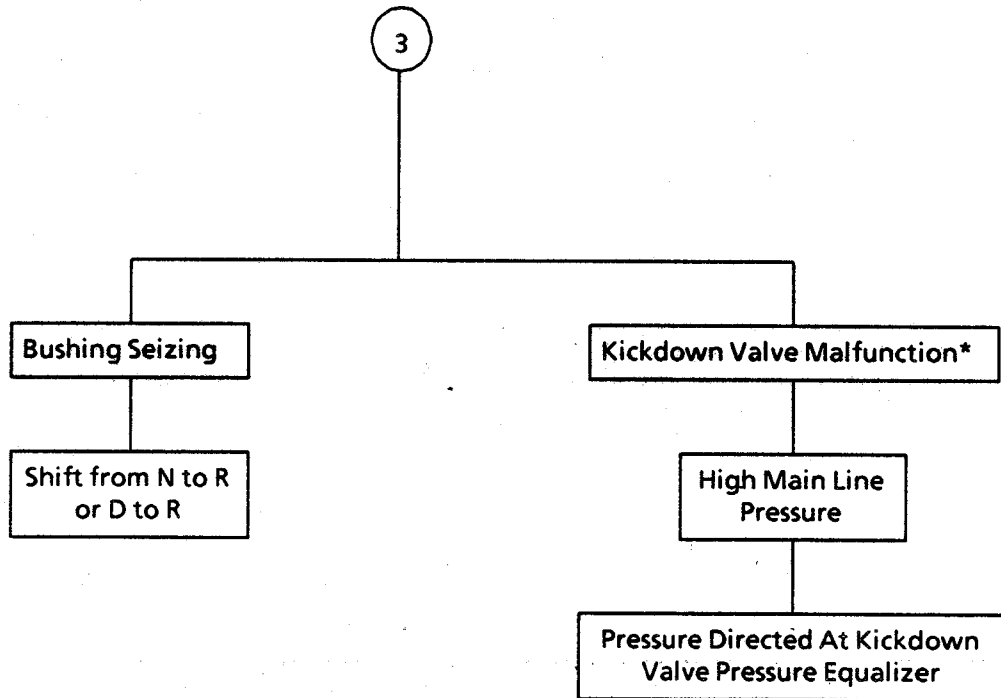 3
Bushing Seizing
Kickdown Valve Malfunction*
Shift from N to R
or D to R
High Main Line
Pressure
Pressure Directed At Kickdown
Valve Pressure Equalizer